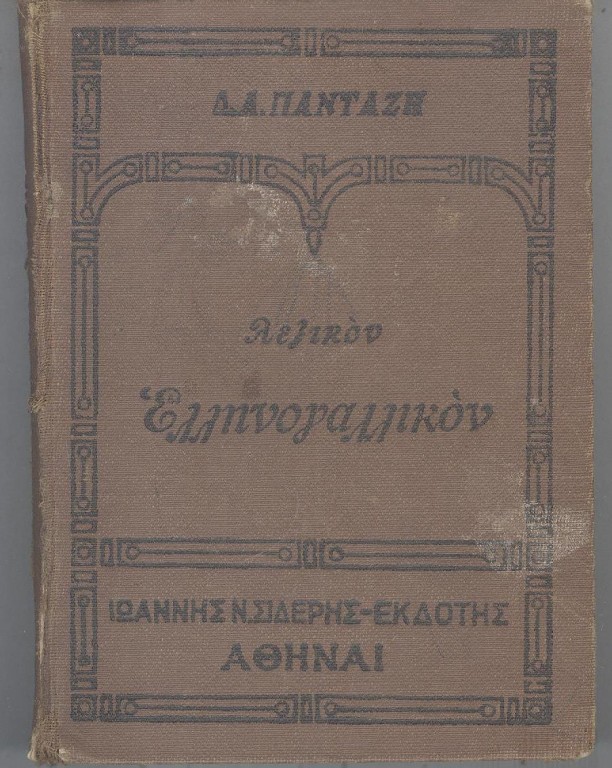 Δ.Α. ΠΑΝΤΑΖΗ
Λεξικὸν
Ἑλληνογαλλικὸν
ΙΩΑΝΝΗΣ Ν. ΣΙΔΕΡΗΣ-ΕΚΔΟΤΗΣ
ΑΘΗΝΑΙ